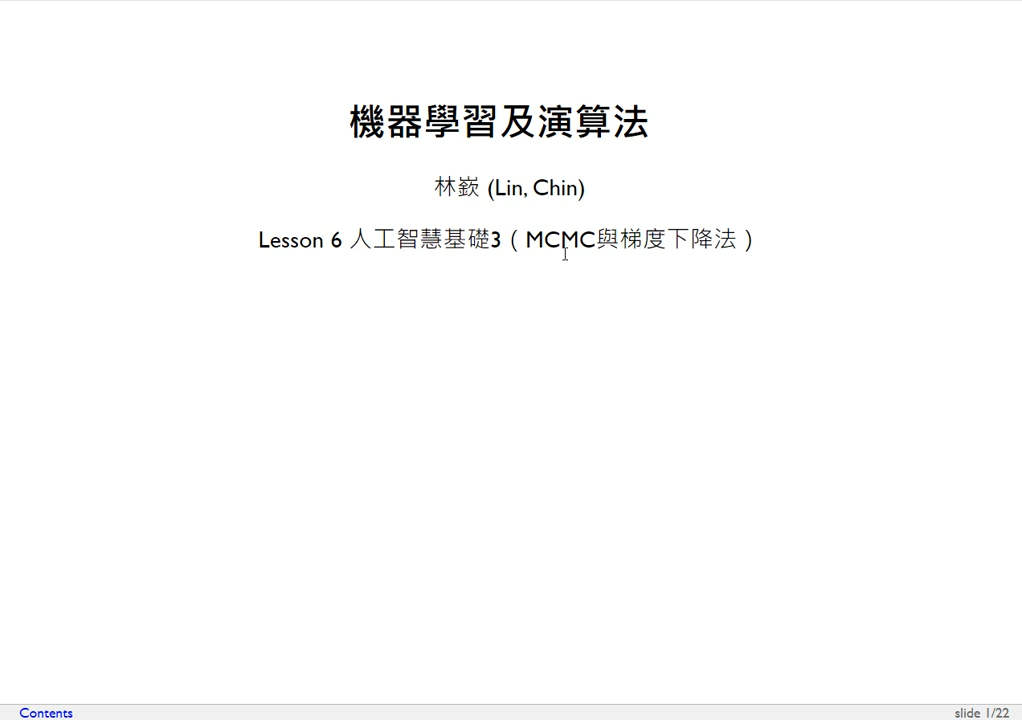 機器學習及演算法
林嶔 (Lin, Chin)
Lesson 6 人工智慧基礎3（MCMC與梯度下降法）
Contents
slide 1/22